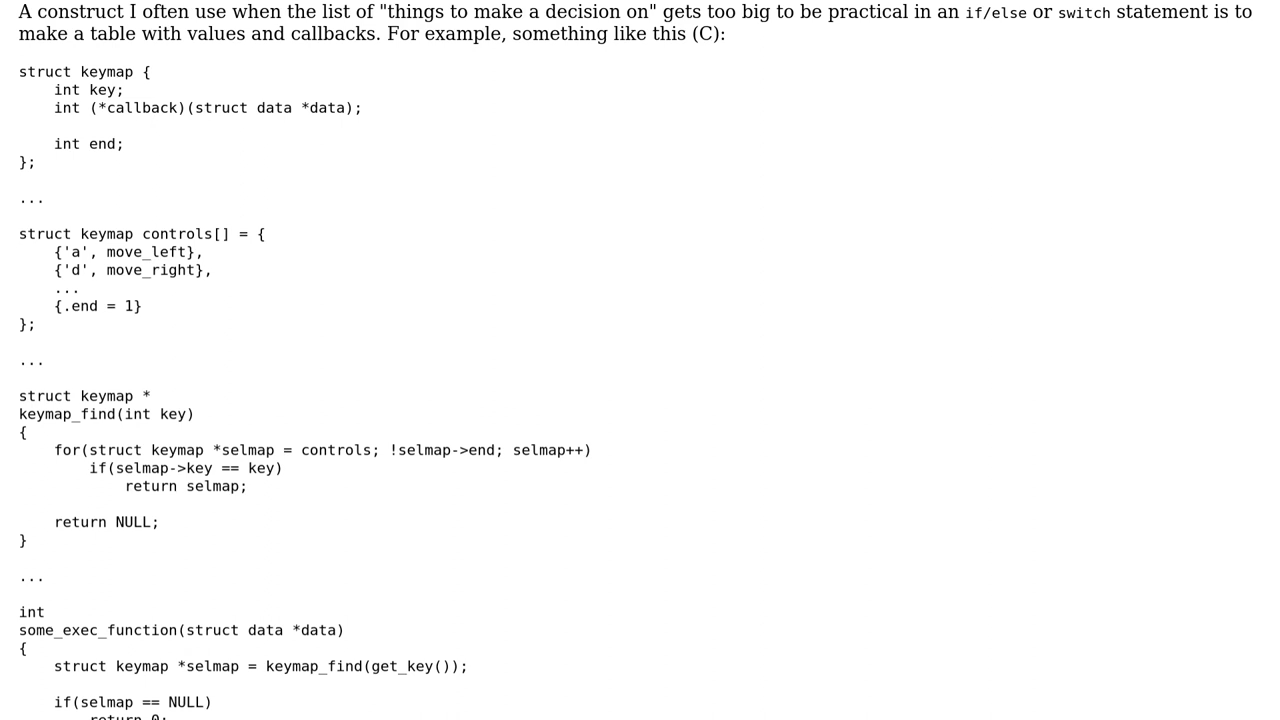 A construct I often use when the list of "things to make a decision on" gets too big to be practical in an if/else or switch statement is to
make a table with values and callbacks. For example, something like this (C):
struct keymap {
    int key;
    int (*callback)(struct data *data);
    int end;
};
...
struct keymap controls[] = {
    {'a', move_left},
    {'d', move_right},
    ...
    {.end = 1}
};
...
struct keymap *
keymap_find(int key)
{
    for(struct keymap *selmap = controls; !selmap->end; selmap++)
        if(selmap->key == key)
            return selmap;
    return NULL;
}
...
int
some_exec_function(struct data *data)
{
    struct keymap *selmap = keymap_find(get_key());
    if(selmap == NULL)
        return 0;